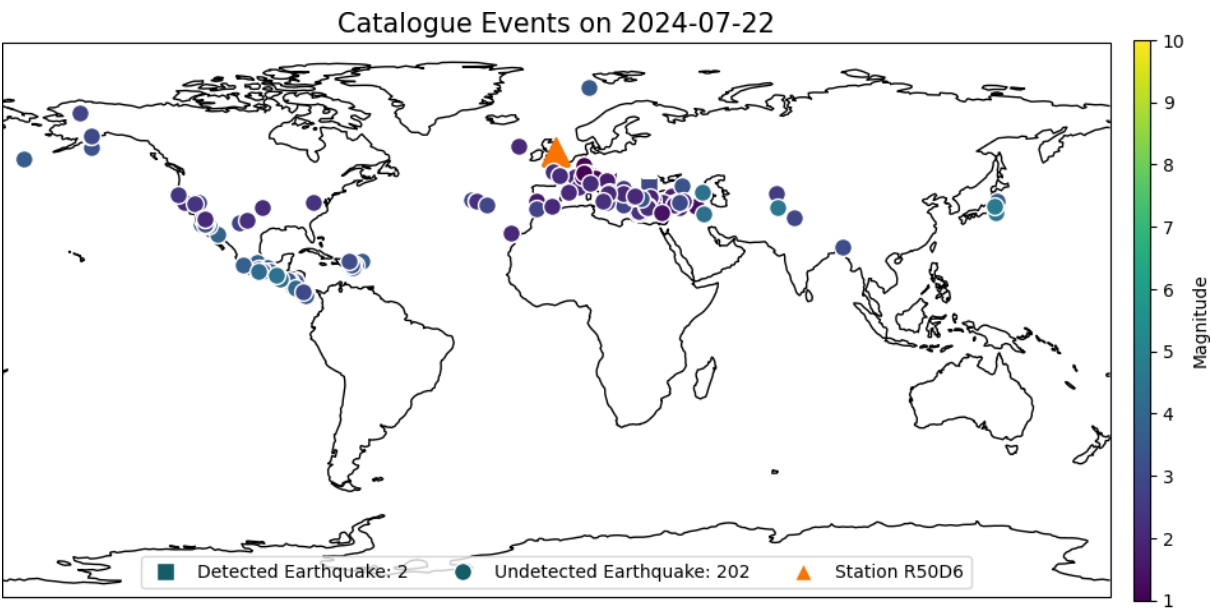 Catalogue Events on 2024-07-22
10
9
8
7
6
5
4
3
2
1
Magnitude
Detected Earthquake: 2
Undetected Earthquake: 202
Station R50D6